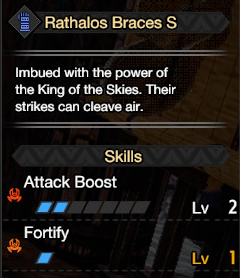 Rathalos Braces S
Imbued with the power of
the King of the Skies. Their
strikes can cleave air.
Skills
Attack Boost
Lv 2
Fortify
Lv 1